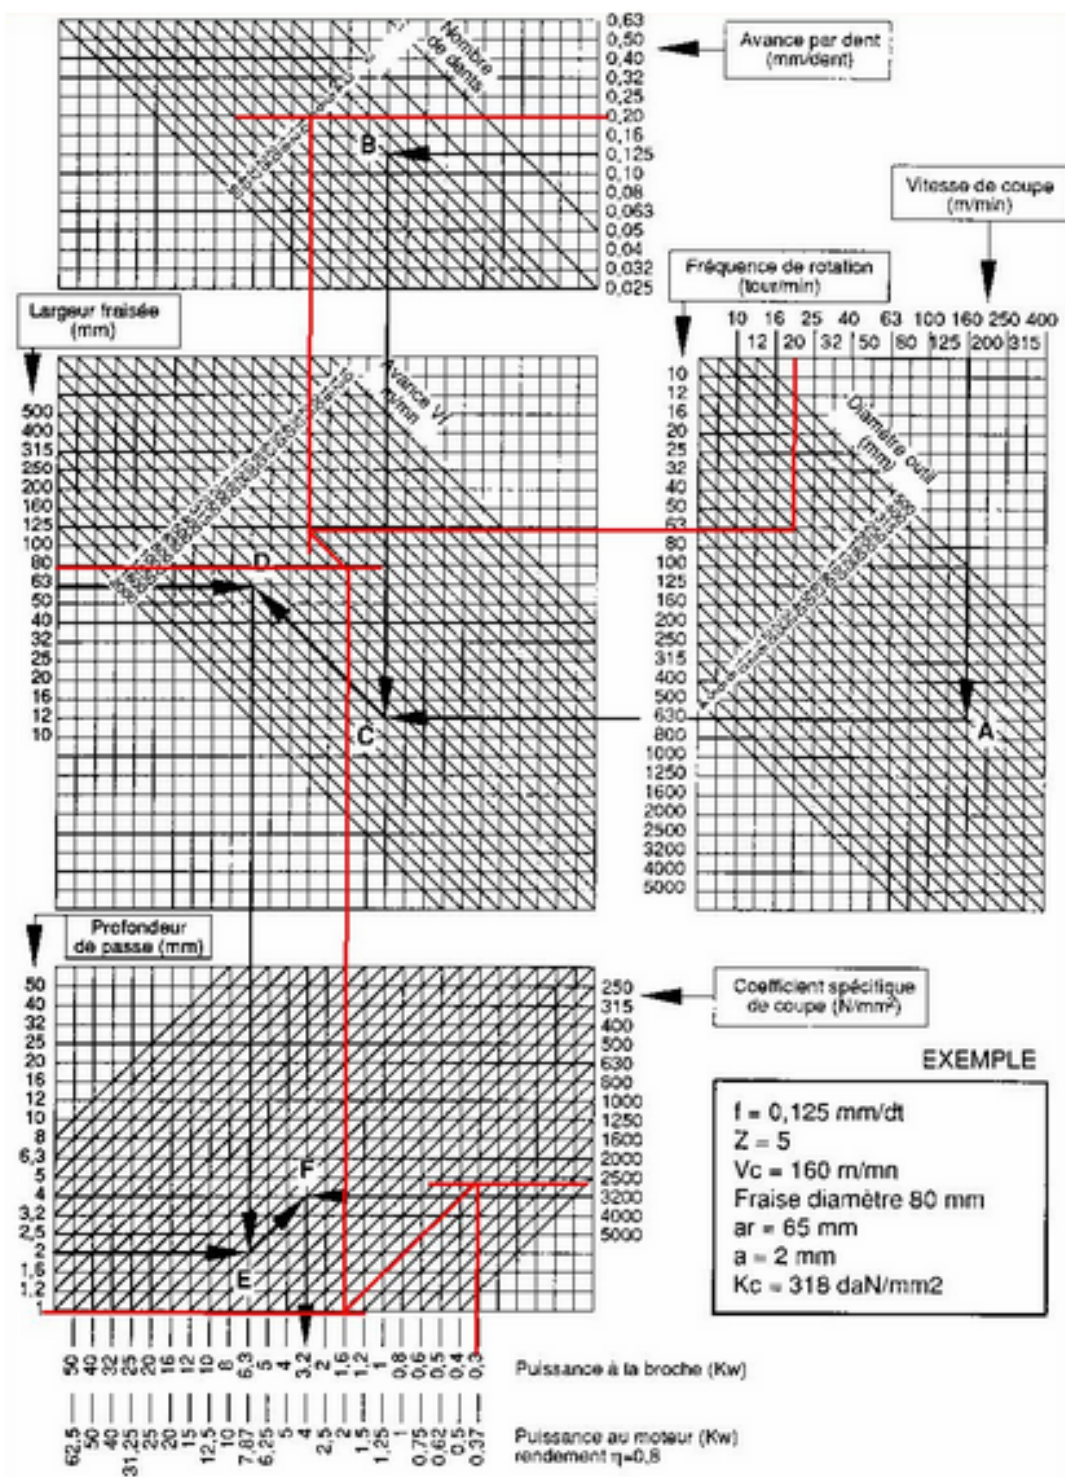 Nombre
de dents
0,63
0,50
0,40
0,32
0,25
0,20
0,16
0,125
0,10
0,08
0,063
0,05
0,04
0,032
0,025
Avance par dent
(mm/dent)
B
Vitesse de coupe
(m/min)
Fréquence de rotation
(tour/min)
Largeur fraisée
(mm)
10 16 25 40 63 100 160 250 400
12 20 32 50 80 125 200 315
Avance Vf
m/mn
500
400
315
250
200
160
125
100
80
63
50
40
32
25
20
16
12
10
D
C
10
12
16
20
25
32
40
50
63
80
100
125
160
200
250
315
400
500
630
800
1000
1250
1600
2000
2500
3200
4000
5000
Diamètre outil
(mm)
500
400
A
Profondeur
de passe (mm)
50
40
32
25
20
16
12
10
8
6,3
5
4
3,2
2,5
2
1,6
1,2
1
F
E
250
315
400
500
630
800
1000
1250
1600
2000
2500
3200
4000
5000
Coefficient spécifique
de coupe (N/mm²)
EXEMPLE
f = 0,125 mm/dt
Z = 5
Vc = 160 m/mn
Fraise diamètre 80 mm
ar = 65 mm
a = 2 mm
Kc = 318 daN/mm2
50 40 32 25 20 16 12 10 8 6,3 5 4 3,2 2 1,6 1,2 1 0,8 0,6 0,5 0,4 0,3
Puissance à la broche (Kw)
62,5 50 40 31,25 25 20 15 12,5 10 7,87 6,25 5 4 2,5 2 1,5 1,25 1 0,75 0,62 0,5 0,37
Puissance au moteur (Kw)
rendement η=0,8